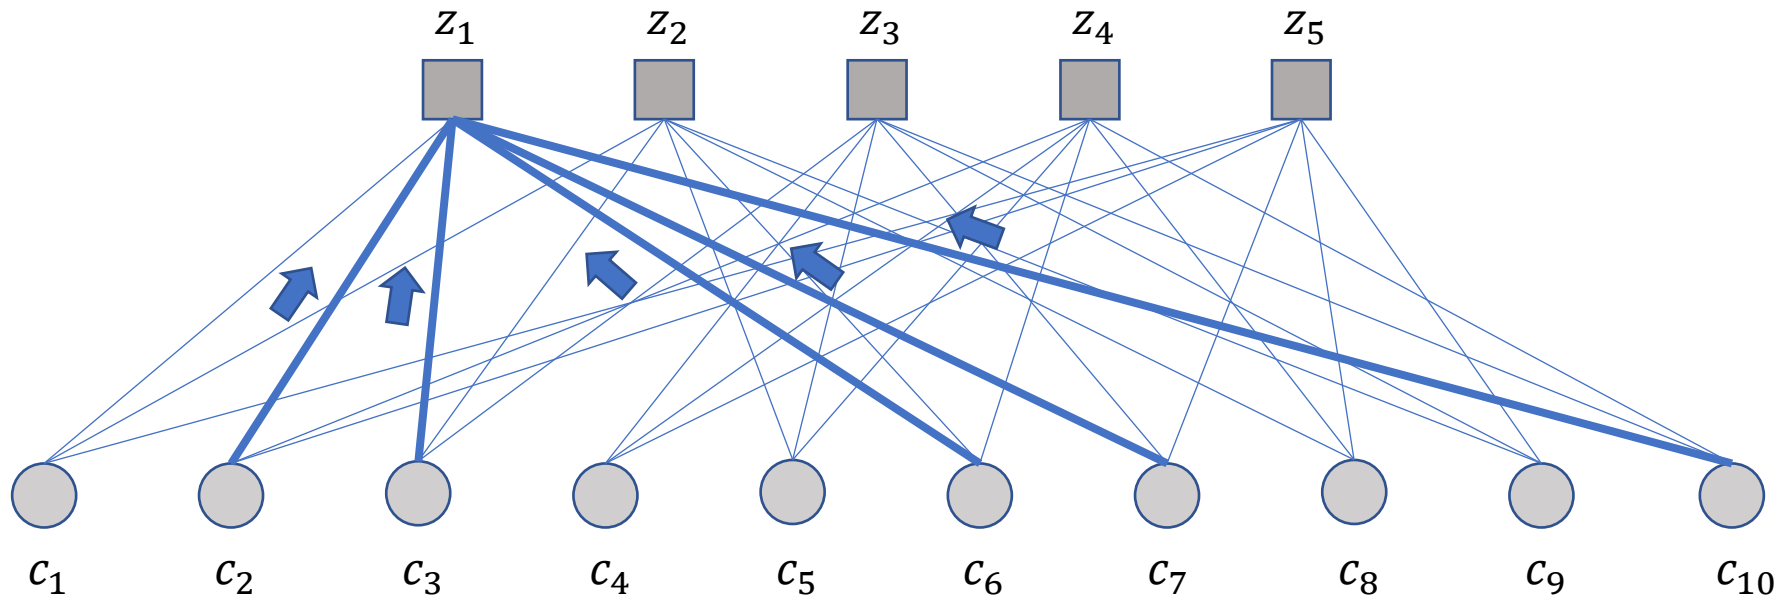 z₁ z₂ z₃ z₄ z₅
c₁ c₂ c₃ c₄ c₅ c₆ c₇ c₈ c₉ c₁₀